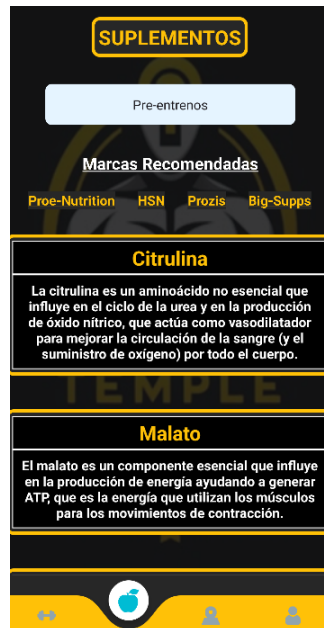 SUPLEMENTOS
Pre-entrenos
Marcas Recomendadas
Proe-Nutrition HSN Prozis Big-Supps
Citrulina
La citrulina es un aminoácido no esencial que
influye en el ciclo de la urea y en la producción
de óxido nítrico, que actúa como vasodilatador
para mejorar la circulación de la sangre (y el
suministro de oxígeno) por todo el cuerpo.
TEMPLE
Malato
El malato es un componente esencial que influye
en la producción de energía ayudando a generar
ATP, que es la energía que utilizan los músculos
para los movimientos de contracción.